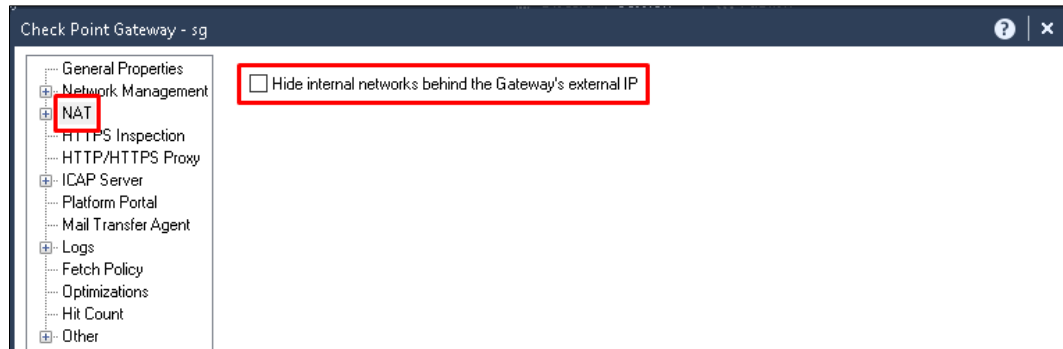 Check Point Gateway - sg
General Properties
Network Management
NAT
HTTPS Inspection
HTTP/HTTPS Proxy
ICAP Server
Platform Portal
Mail Transfer Agent
Logs
Fetch Policy
Optimizations
Hit Count
Other
Hide internal networks behind the Gateway's external IP